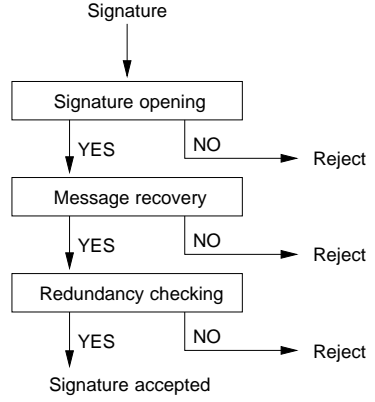 Signature
Signature opening
YES
NO
Reject
Message recovery
YES
NO
Reject
Redundancy checking
YES
NO
Reject
Signature accepted